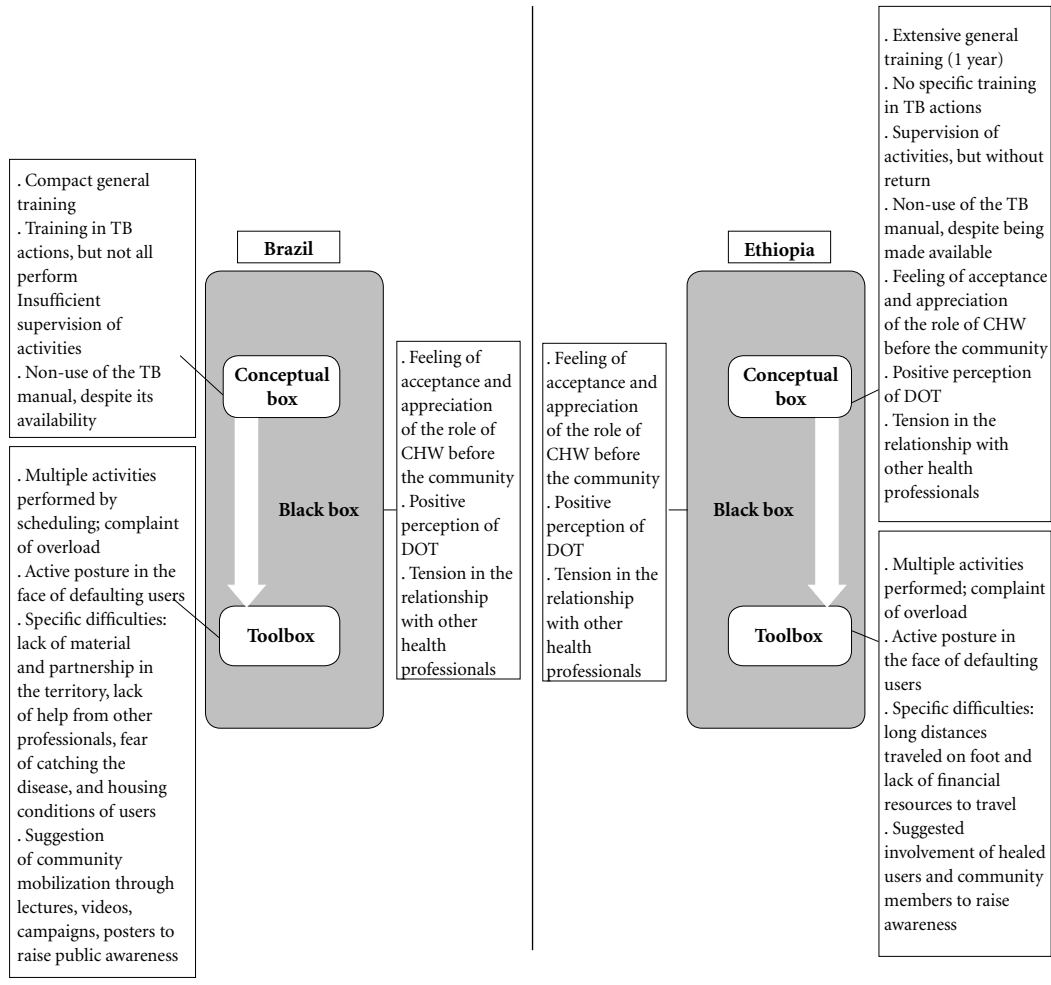 Brazil
. Compact general
training
. Training in TB
actions, but not all
perform
Insufficient
supervision of
activities
. Non-use of the TB
manual, despite its
availability
. Multiple activities
performed by
scheduling; complaint
of overload
. Active posture in the
face of defaulting users
. Specific difficulties:
lack of material
and partnership in
the territory, lack
of help from other
professionals, fear
of catching the
disease, and housing
conditions of users
. Suggestion
of community
mobilization through
lectures, videos,
campaigns, posters to
raise public awareness
Conceptual
box
Black box
Toolbox
. Feeling of
acceptance and
appreciation
of the role of
CHW before
the community
. Positive
perception of
DOT
. Tension in the
relationship
with other
health
professionals
Ethiopia
. Feeling of
acceptance and
appreciation
of the role of
CHW before
the community
. Positive
perception of
DOT
. Tension in the
relationship
with other
health
professionals
Conceptual
box
Black box
Toolbox
. Extensive general
training (1 year)
. No specific training
in TB actions
. Supervision of
activities, but without
return
. Non-use of the TB
manual, despite being
made available
. Feeling of acceptance
and appreciation
of the role of CHW
before the community
. Positive perception
of DOT
. Tension in the
relationship with
other health
professionals
. Multiple activities
performed; complaint
of overload
. Active posture in
the face of defaulting
users
. Specific difficulties:
long distances
traveled on foot and
lack of financial
resources to travel
. Suggested
involvement of healed
users and community
members to raise
awareness